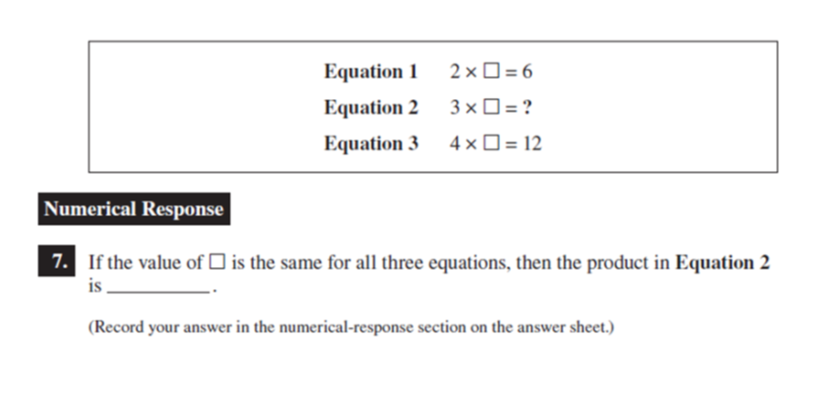 Equation 1 2 × □ = 6
Equation 2 3 × □ = ?
Equation 3 4 × □ = 12
Numerical Response
7. If the value of □ is the same for all three equations, then the product in Equation 2
is __________ .
(Record your answer in the numerical-response section on the answer sheet.)